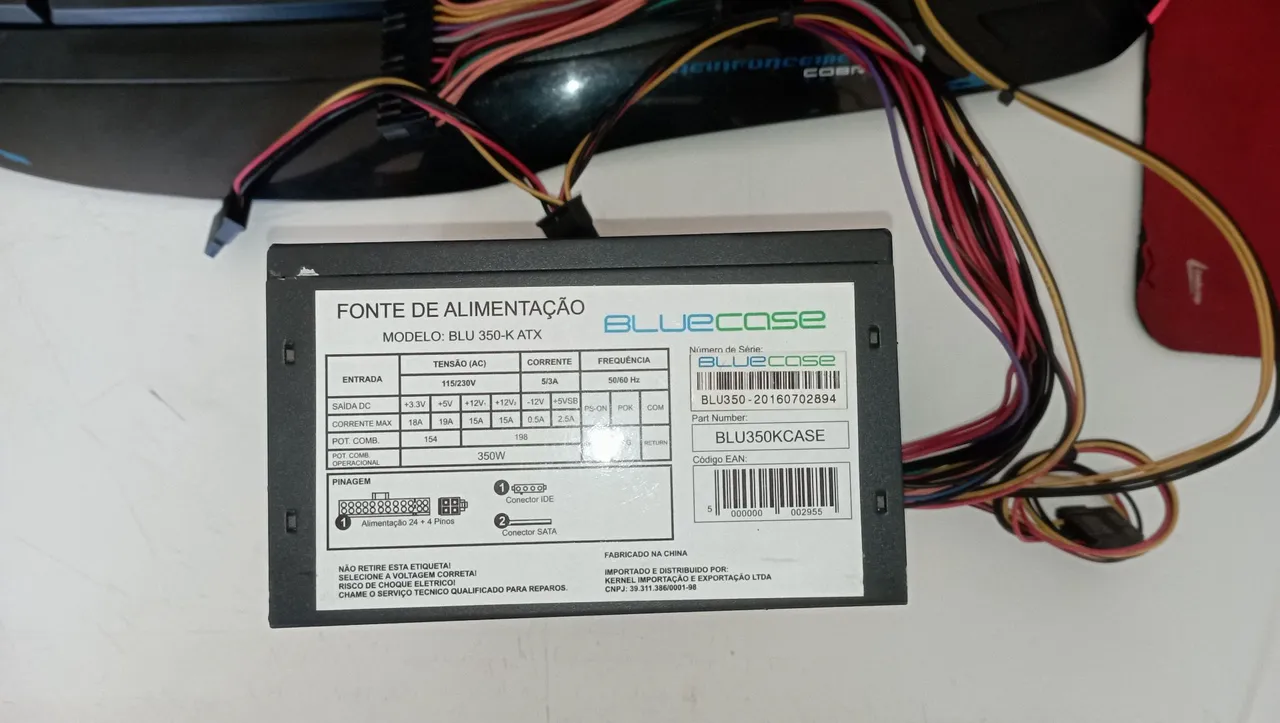 COBR
FONTE DE ALIMENTAÇÃO
MODELO: BLU 350-K ATX
BLUECASE
ENTRADA TENSÃO (AC) CORRENTE FREQUÊNCIA
115/230V 5/3A 50/60 Hz
SAÍDA DC +3.3V +5V +12V₁ +12V₂ -12V +5VSB PS-ON POK COM
CORRENTE MAX 18A 19A 15A 15A 0.5A 2.5A
POT. COMB. 154 198 RETURN
POT COMB. OPERACIONAL 350W
PINAGEM
1 Alimentação 24 + 4 Pinos
1 Conector IDE
2 Conector SATA
Número de Série:
BLUECASE
BLU350-20160702894
Part Number:
BLU350KCASE
Código EAN:
5 000000 002955
NÃO RETIRE ESTA ETIQUETA!
SELECIONE A VOLTAGEM CORRETA!
RISCO DE CHOQUE ELETRICO!
CHAME O SERVIÇO TECNICO QUALIFICADO PARA REPAROS.
FABRICADO NA CHINA
IMPORTADO E DISTRIBUIDO POR:
KERNEL IMPORTAÇÃO E EXPORTAÇÃO LTDA
CNPJ: 39.311.386/0001-98